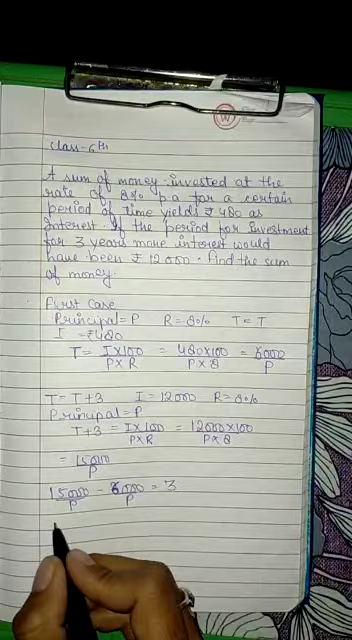 Class-6th
A sum of money invested at the
rate of 8% p.a for a certain
period of time yields ₹ 480 as
Interest. If the period for investment
for 3 years more interest would
have been ₹ 12000. Find the sum
of money.
First Case
Principal = P R = 8% T = T
I = ₹480
T = I×100 / P×R = 480×100 / P×8 = 6000 / P
T = T+3 I = 12000 R = 8%
Principal = P
T+3 = I×100 / P×R = 12000×100 / P×8
= 15000 / P
15000 / P - 6000 / P = 3